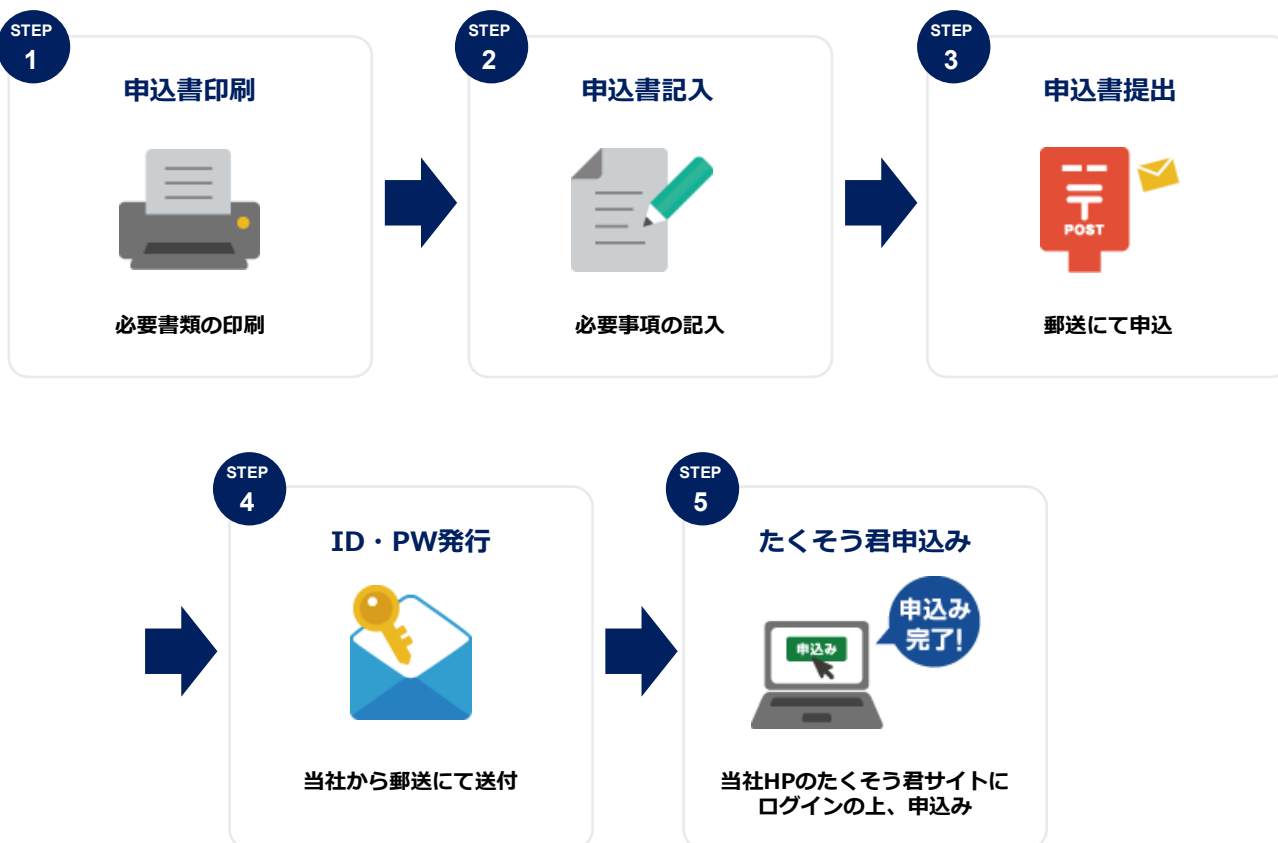 STEP
1
申込書印刷
必要書類の印刷
STEP
2
申込書記入
必要事項の記入
STEP
3
申込書提出
〒
POST
郵送にて申込
STEP
4
ID・PW発行
当社から郵送にて送付
STEP
5
たくそう君申込み
申込み
完了!
申込み
当社HPのたくそう君サイトに
ログインの上、申込み